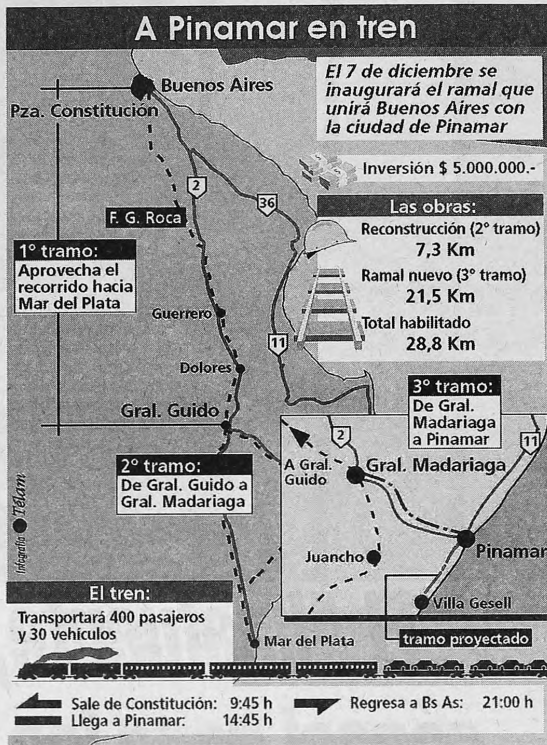 A Pinamar en tren
Buenos Aires
Pza. Constitución
El 7 de diciembre se
inaugurará el ramal que
unirá Buenos Aires con
la ciudad de Pinamar
Inversión $ 5.000.000.-
2
36
F. G. Roca
Las obras:
Reconstrucción (2° tramo)
7,3 Km
Ramal nuevo (3° tramo)
21,5 Km
Total habilitado
28,8 Km
1° tramo:
Aprovecha el
recorrido hacia
Mar del Plata
Guerrero
11
Dolores
Gral. Guido
3° tramo:
De Gral.
Madariaga
a Pinamar
2° tramo:
De Gral. Guido a
Gral. Madariaga
2
11
A Gral.
Guido
Gral. Madariaga
Juancho
Pinamar
Villa Gesell
tramo proyectado
Infografía Télam
El tren:
Transportará 400 pasajeros
y 30 vehículos
Mar del Plata
Sale de Constitución: 9:45 h
Llega a Pinamar: 14:45 h
Regresa a Bs As: 21:00 h